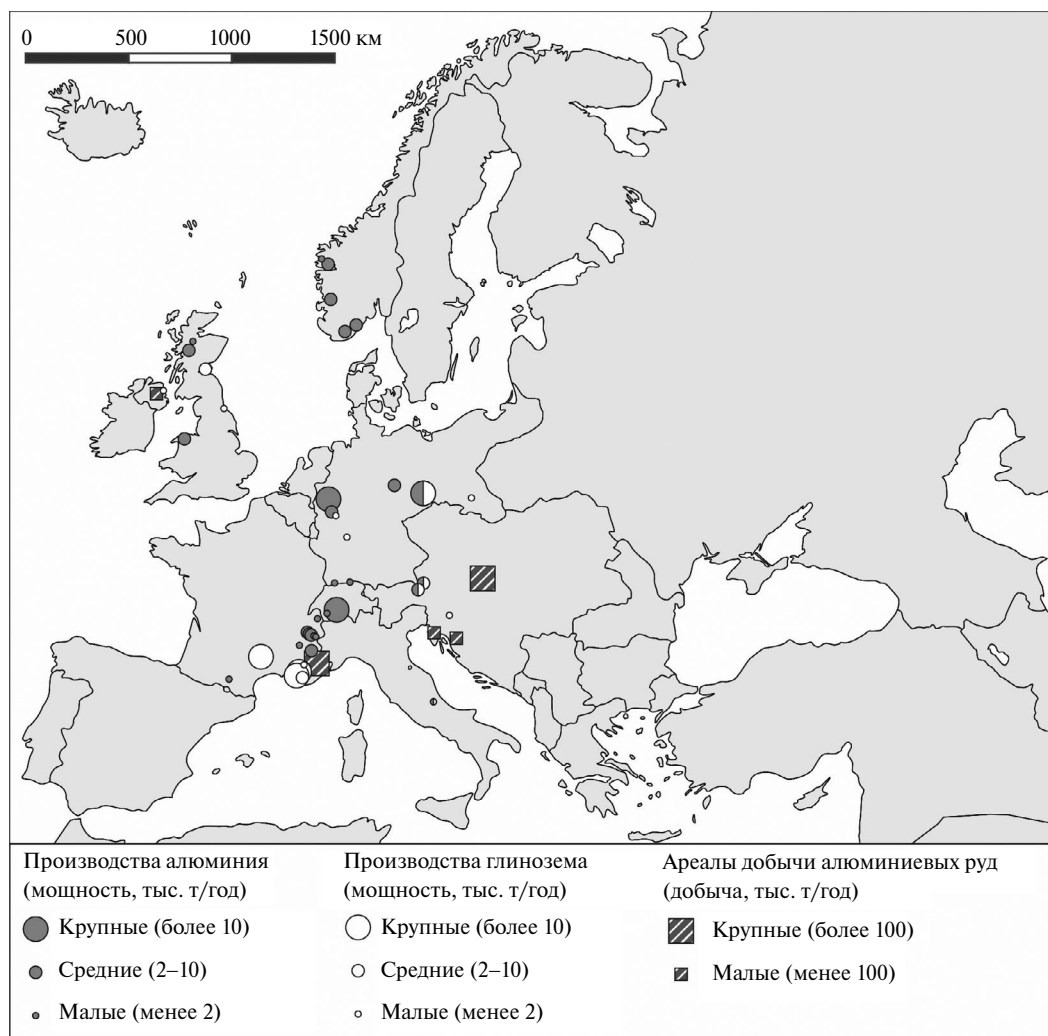 0 500 1000 1500 км
Производства алюминия
(мощность, тыс. т/год)
Крупные (более 10)
Средние (2–10)
Малые (менее 2)
Производства глинозема
(мощность, тыс. т/год)
Крупные (более 10)
Средние (2–10)
Малые (менее 2)
Ареалы добычи алюминиевых руд
(добыча, тыс. т/год)
Крупные (более 100)
Малые (менее 100)